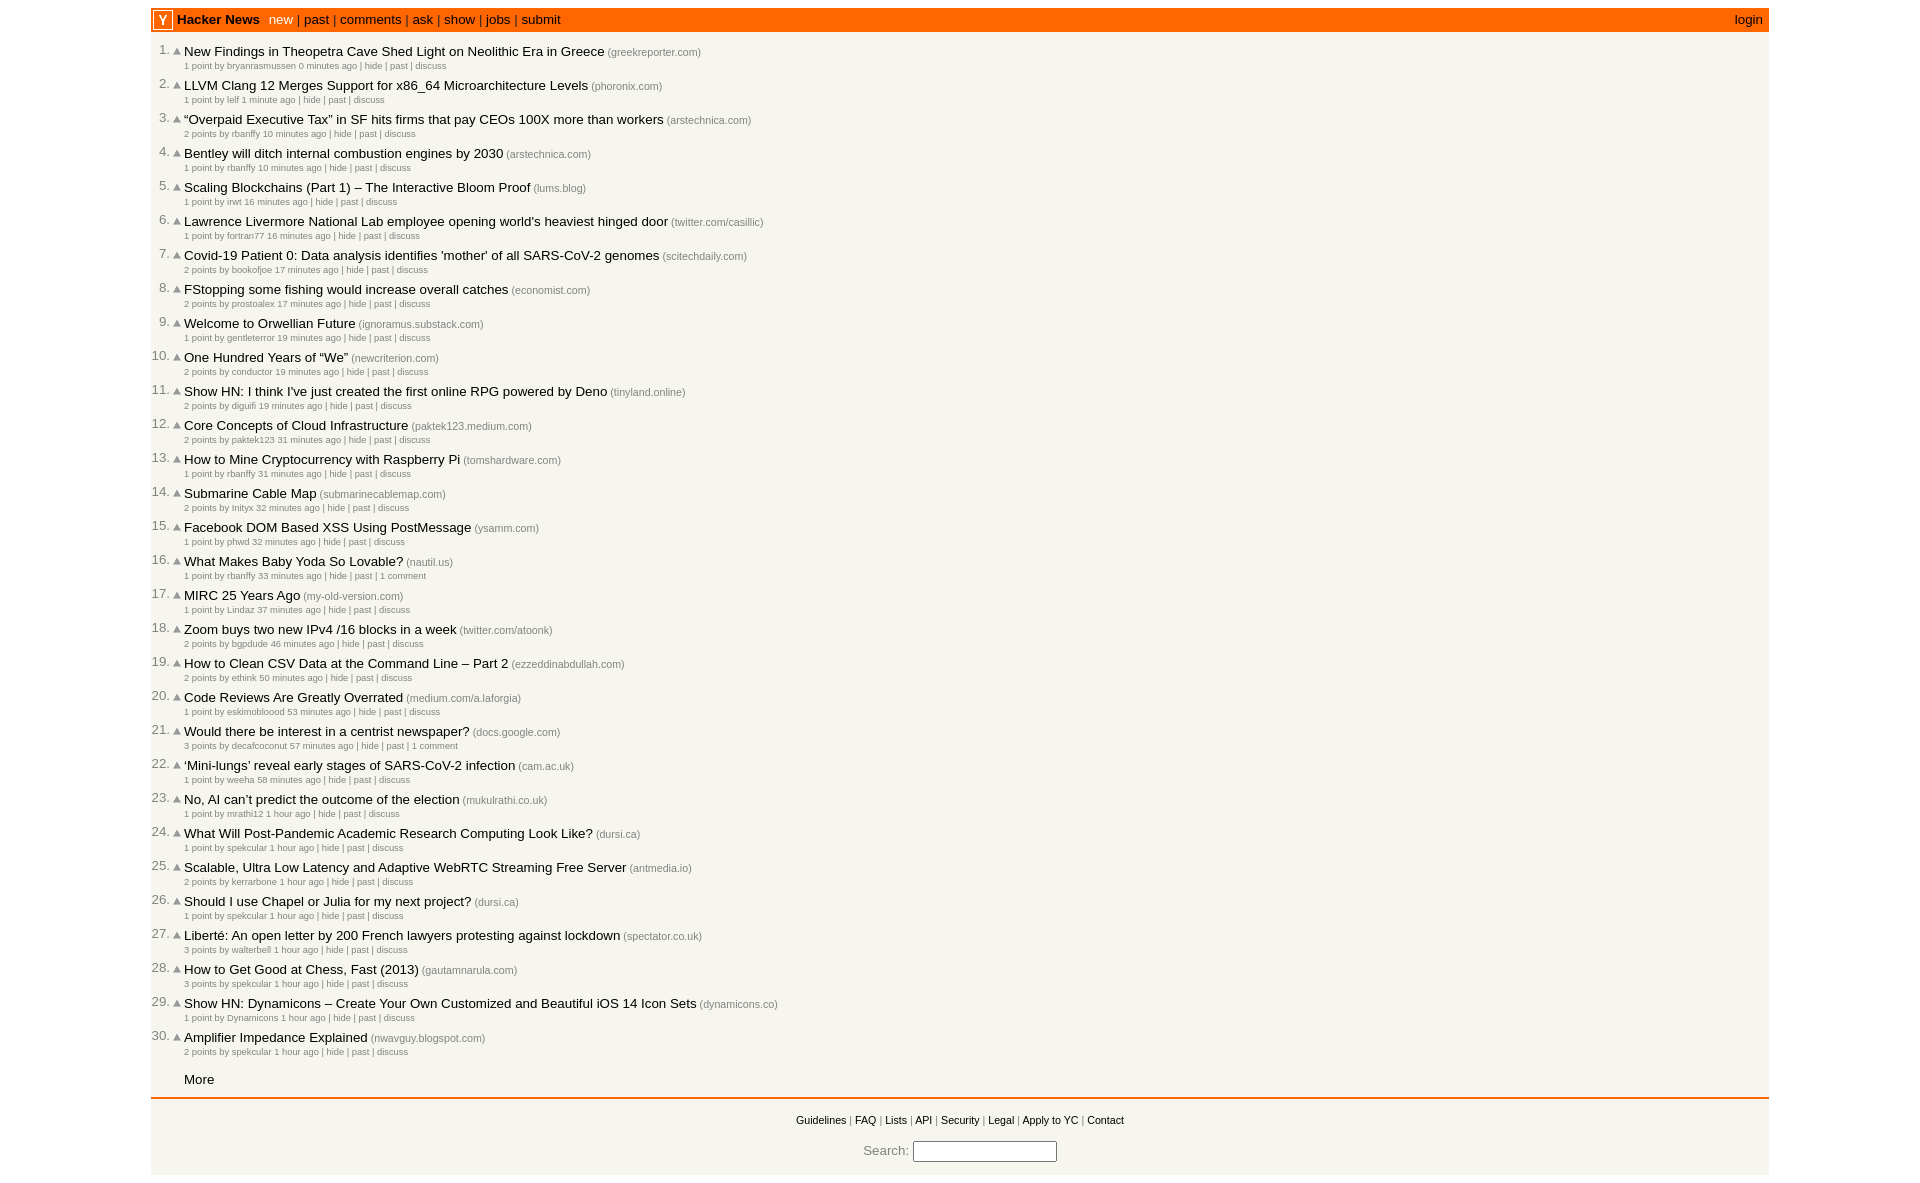 Y Hacker News new | past | comments | ask | show | jobs | submit login
1. New Findings in Theopetra Cave Shed Light on Neolithic Era in Greece (greekreporter.com)
1 point by bryanrasmussen 0 minutes ago | hide | past | discuss
2. LLVM Clang 12 Merges Support for x86_64 Microarchitecture Levels (phoronix.com)
1 point by lelf 1 minute ago | hide | past | discuss
3. “Overpaid Executive Tax” in SF hits firms that pay CEOs 100X more than workers (arstechnica.com)
2 points by rbanffy 10 minutes ago | hide | past | discuss
4. Bentley will ditch internal combustion engines by 2030 (arstechnica.com)
1 point by rbanffy 10 minutes ago | hide | past | discuss
5. Scaling Blockchains (Part 1) – The Interactive Bloom Proof (lums.blog)
1 point by irwt 16 minutes ago | hide | past | discuss
6. Lawrence Livermore National Lab employee opening world's heaviest hinged door (twitter.com/casillic)
1 point by fortran77 16 minutes ago | hide | past | discuss
7. Covid-19 Patient 0: Data analysis identifies 'mother' of all SARS-CoV-2 genomes (scitechdaily.com)
2 points by bookofjoe 17 minutes ago | hide | past | discuss
8. FStopping some fishing would increase overall catches (economist.com)
2 points by prostoalex 17 minutes ago | hide | past | discuss
9. Welcome to Orwellian Future (ignoramus.substack.com)
1 point by gentleterror 19 minutes ago | hide | past | discuss
10. One Hundred Years of “We” (newcriterion.com)
2 points by conductor 19 minutes ago | hide | past | discuss
11. Show HN: I think I've just created the first online RPG powered by Deno (tinyland.online)
2 points by diguifi 19 minutes ago | hide | past | discuss
12. Core Concepts of Cloud Infrastructure (paktek123.medium.com)
2 points by paktek123 31 minutes ago | hide | past | discuss
13. How to Mine Cryptocurrency with Raspberry Pi (tomshardware.com)
1 point by rbanffy 31 minutes ago | hide | past | discuss
14. Submarine Cable Map (submarinecablemap.com)
2 points by Inityx 32 minutes ago | hide | past | discuss
15. Facebook DOM Based XSS Using PostMessage (ysamm.com)
1 point by phwd 32 minutes ago | hide | past | discuss
16. What Makes Baby Yoda So Lovable? (nautil.us)
1 point by rbanffy 33 minutes ago | hide | past | 1 comment
17. MIRC 25 Years Ago (my-old-version.com)
1 point by Lindaz 37 minutes ago | hide | past | discuss
18. Zoom buys two new IPv4 /16 blocks in a week (twitter.com/atoonk)
2 points by bgpdude 46 minutes ago | hide | past | discuss
19. How to Clean CSV Data at the Command Line – Part 2 (ezzeddinabdullah.com)
2 points by ethink 50 minutes ago | hide | past | discuss
20. Code Reviews Are Greatly Overrated (medium.com/a.laforgia)
1 point by eskimobloood 53 minutes ago | hide | past | discuss
21. Would there be interest in a centrist newspaper? (docs.google.com)
3 points by decafcoconut 57 minutes ago | hide | past | 1 comment
22. ‘Mini-lungs’ reveal early stages of SARS-CoV-2 infection (cam.ac.uk)
1 point by weeha 58 minutes ago | hide | past | discuss
23. No, AI can’t predict the outcome of the election (mukulrathi.co.uk)
1 point by mrathi12 1 hour ago | hide | past | discuss
24. What Will Post-Pandemic Academic Research Computing Look Like? (dursi.ca)
1 point by spekcular 1 hour ago | hide | past | discuss
25. Scalable, Ultra Low Latency and Adaptive WebRTC Streaming Free Server (antmedia.io)
2 points by kerrarbone 1 hour ago | hide | past | discuss
26. Should I use Chapel or Julia for my next project? (dursi.ca)
1 point by spekcular 1 hour ago | hide | past | discuss
27. Liberté: An open letter by 200 French lawyers protesting against lockdown (spectator.co.uk)
3 points by walterbell 1 hour ago | hide | past | discuss
28. How to Get Good at Chess, Fast (2013) (gautamnarula.com)
3 points by spekcular 1 hour ago | hide | past | discuss
29. Show HN: Dynamicons – Create Your Own Customized and Beautiful iOS 14 Icon Sets (dynamicons.co)
1 point by Dynamicons 1 hour ago | hide | past | discuss
30. Amplifier Impedance Explained (nwavguy.blogspot.com)
2 points by spekcular 1 hour ago | hide | past | discuss
More
Guidelines | FAQ | Lists | API | Security | Legal | Apply to YC | Contact
Search: